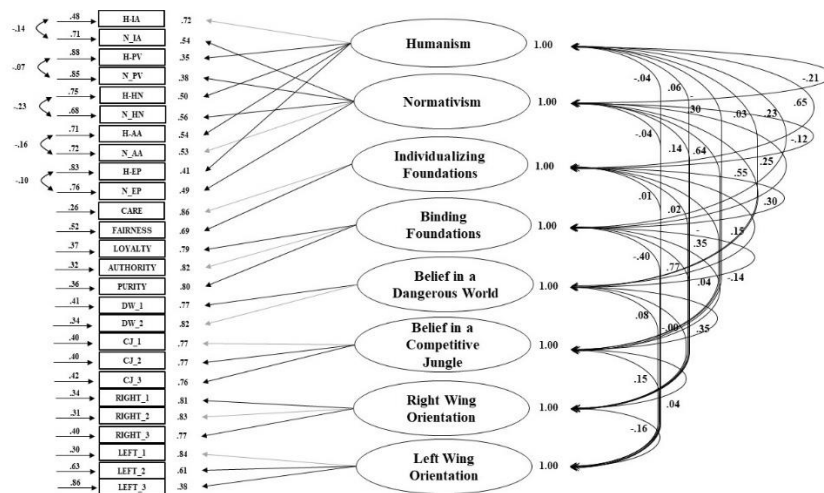 .48 H-IA .72
-.14
.71 N_IA .54
.88 H-PV .35
-.07
.85 N_PV .38
.75 H-HN .50
-.23
.68 N_HN .56
.71 H-AA .54
-.16
.72 N_AA .53
.83 H-EP .41
-.10
.76 N_EP .49
.26 CARE .86
.52 FAIRNESS .69
.37 LOYALTY .79
.32 AUTHORITY .82
.36 PURITY .80
.41 DW_1 .77
.34 DW_2 .82
.40 CJ_1 .77
.40 CJ_2 .77
.42 CJ_3 .76
.34 RIGHT_1 .81
.31 RIGHT_2 .83
.40 RIGHT_3 .77
.30 LEFT_1 .84
.63 LEFT_2 .61
.86 LEFT_3 .38
Humanism 1.00
Normativism 1.00
Individualizing
Foundations 1.00
Binding
Foundations 1.00
Belief in a
Dangerous World 1.00
Belief in a
Competitive
Jungle 1.00
Right Wing
Orientation 1.00
Left Wing
Orientation 1.00
-.04 .06 -.30 .03 .23 .65 -.21
-.04 .14 .64 .55 .25 -.12
.01 .02 -.35 .15 .30
-.40 .77 .04 -.14
.08 -.00 .35
.15 .04
-.16